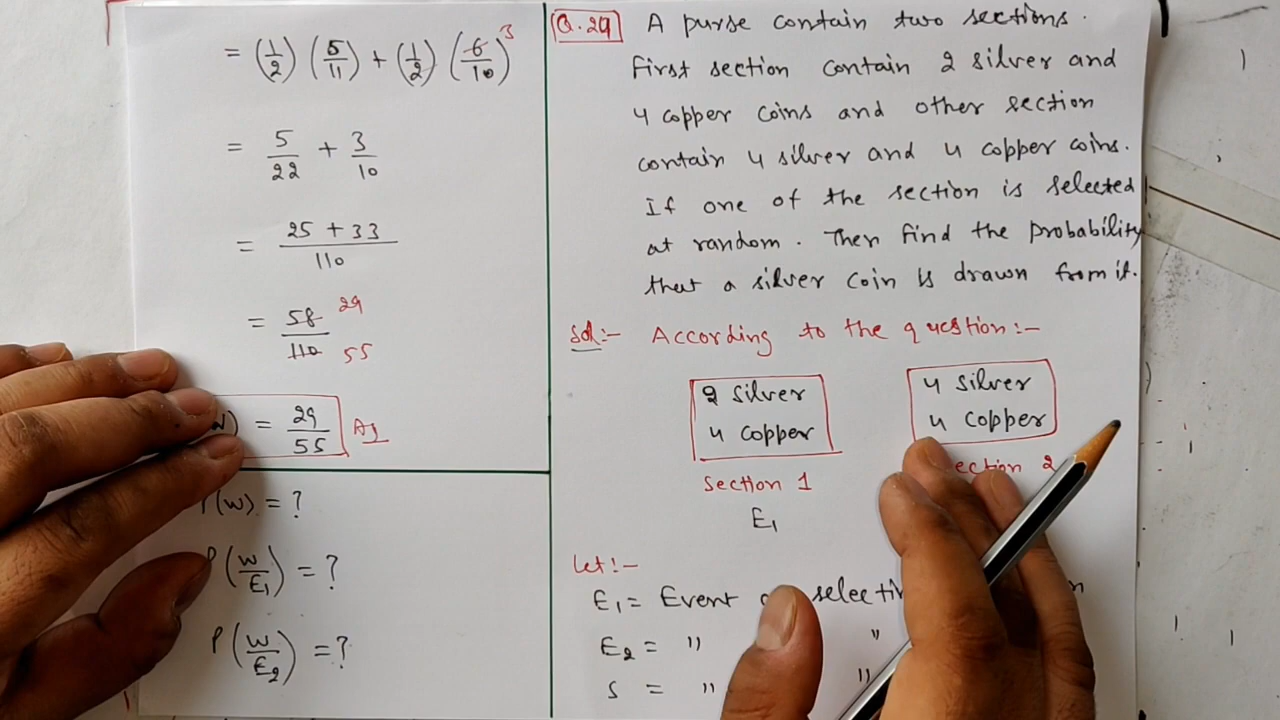 = (1/2) (5/11) + (1/2) (6/10) 3
= 5/22 + 3/10
= 25 + 33 / 110
= 58/110 29 55
= 29/55
P(w) = ?
P(w/E1) = ?
P(w/E2) = ?
Q.29 A purse contain two sections.
First section contain 2 silver and
4 copper coins and other section
contain 4 silver and 4 copper coins.
If one of the section is selected
at random. Then find the probability
that a silver coin is drawn from it.
Sol:- According to the question:-
2 silver
4 copper
Section 1
E1
4 silver
4 copper
ection 2
Let:-
E1 = Event selecti
E2 = " "
S = " "